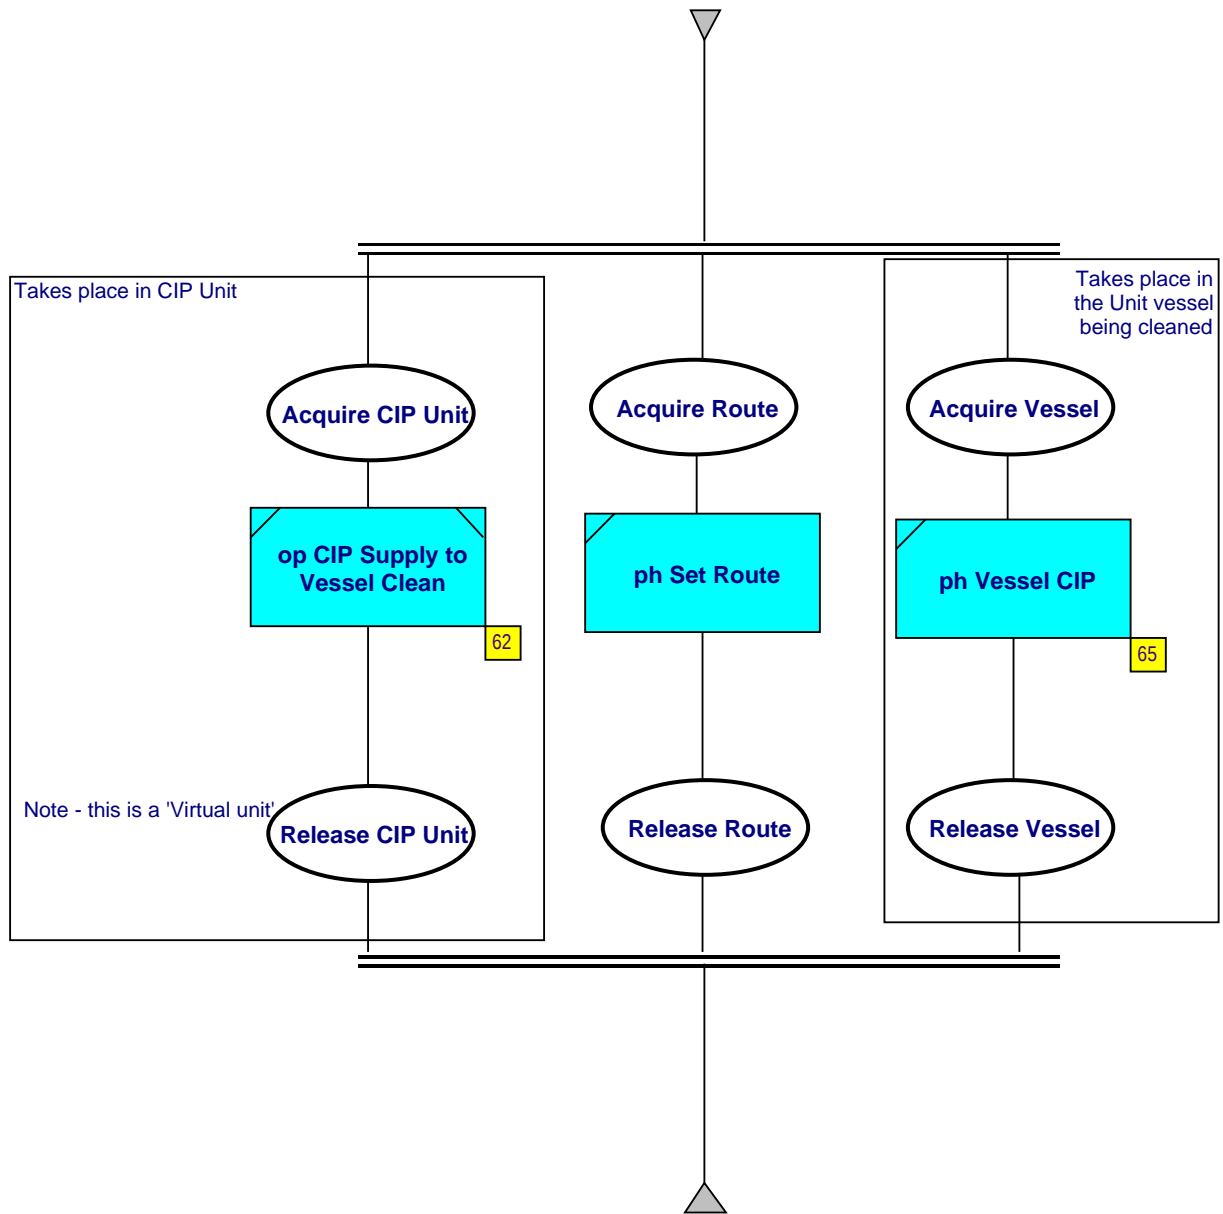 Takes place in CIP Unit
Takes place in
the Unit vessel
being cleaned
Acquire CIP Unit
Acquire Route
Acquire Vessel
op CIP Supply to
Vessel Clean
62
ph Set Route
ph Vessel CIP
65
Note - this is a 'Virtual unit'
Release CIP Unit
Release Route
Release Vessel